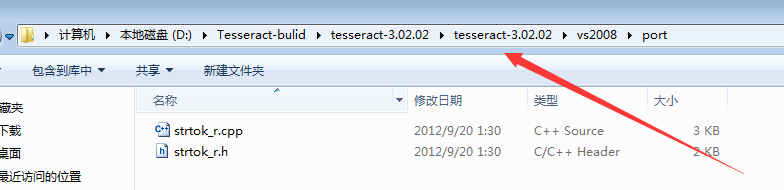 计算机 本地磁盘 (D:) Tesseract-bulid tesseract-3.02.02 tesseract-3.02.02 vs2008 port
包含到库中 共享 新建文件夹
名称 修改日期 类型 大小
藏夹
下载 strtok_r.cpp 2012/9/20 1:30 C++ Source 3 KB
桌面 strtok_r.h 2012/9/20 1:30 C/C++ Header 2 KB
最近访问的位置